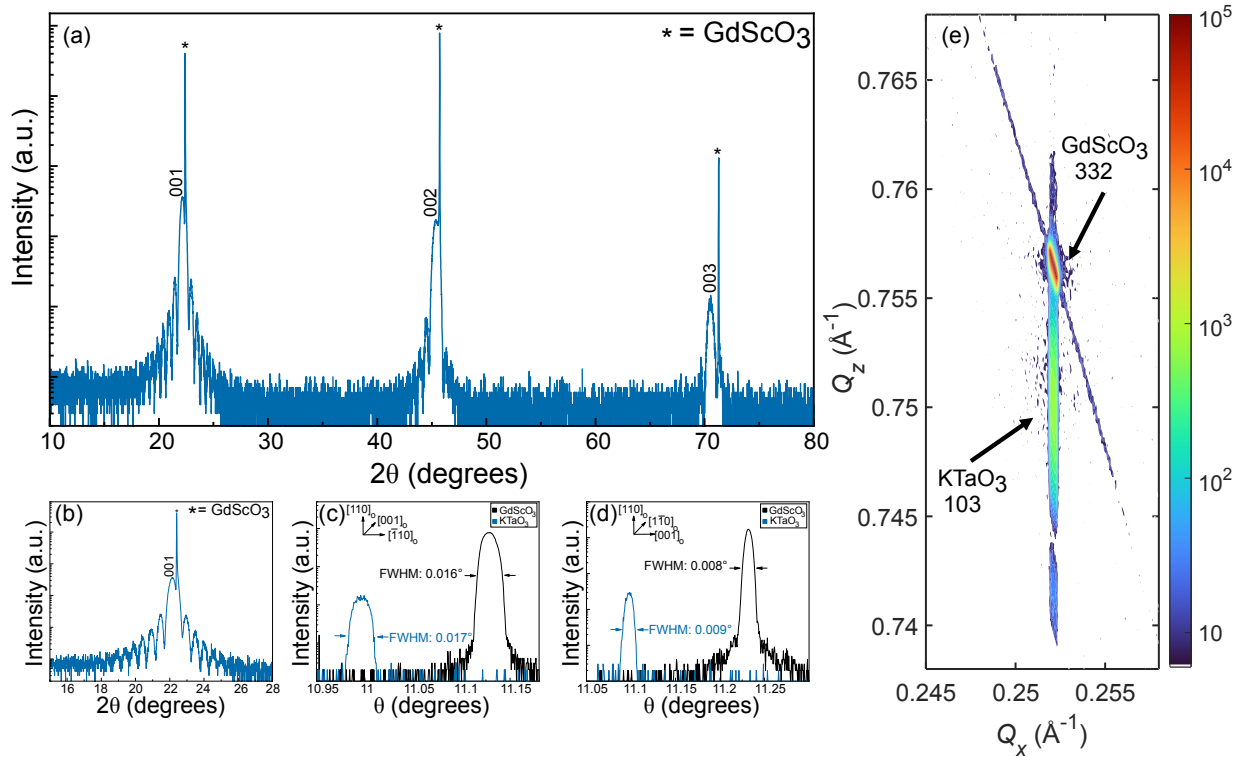 (a)
* = GdScO3
*
*
*
001
002
003
Intensity (a.u.)
10 20 30 40 50 60 70 80
2θ (degrees)
(b)
*= GdScO3
*
001
Intensity (a.u.)
16 18 20 22 24 26 28
2θ (degrees)
(c)
[110]o
[001]o
[1̄10]o
GdScO3
KTaO3
FWHM: 0.016°
FWHM: 0.017°
Intensity (a.u.)
10.95 11 11.05 11.1 11.15
θ (degrees)
(d)
[110]o
[11̄0]o
[001]o
GdScO3
KTaO3
FWHM: 0.008°
FWHM: 0.009°
Intensity (a.u.)
11.05 11.1 11.2 11.25
θ (degrees)
(e)
GdScO3
332
KTaO3
103
0.765
0.76
0.755
0.75
0.745
0.74
Qz (Å-1)
0.245 0.25 0.255
Qx (Å-1)
10^5
10^4
10^3
10^2
10